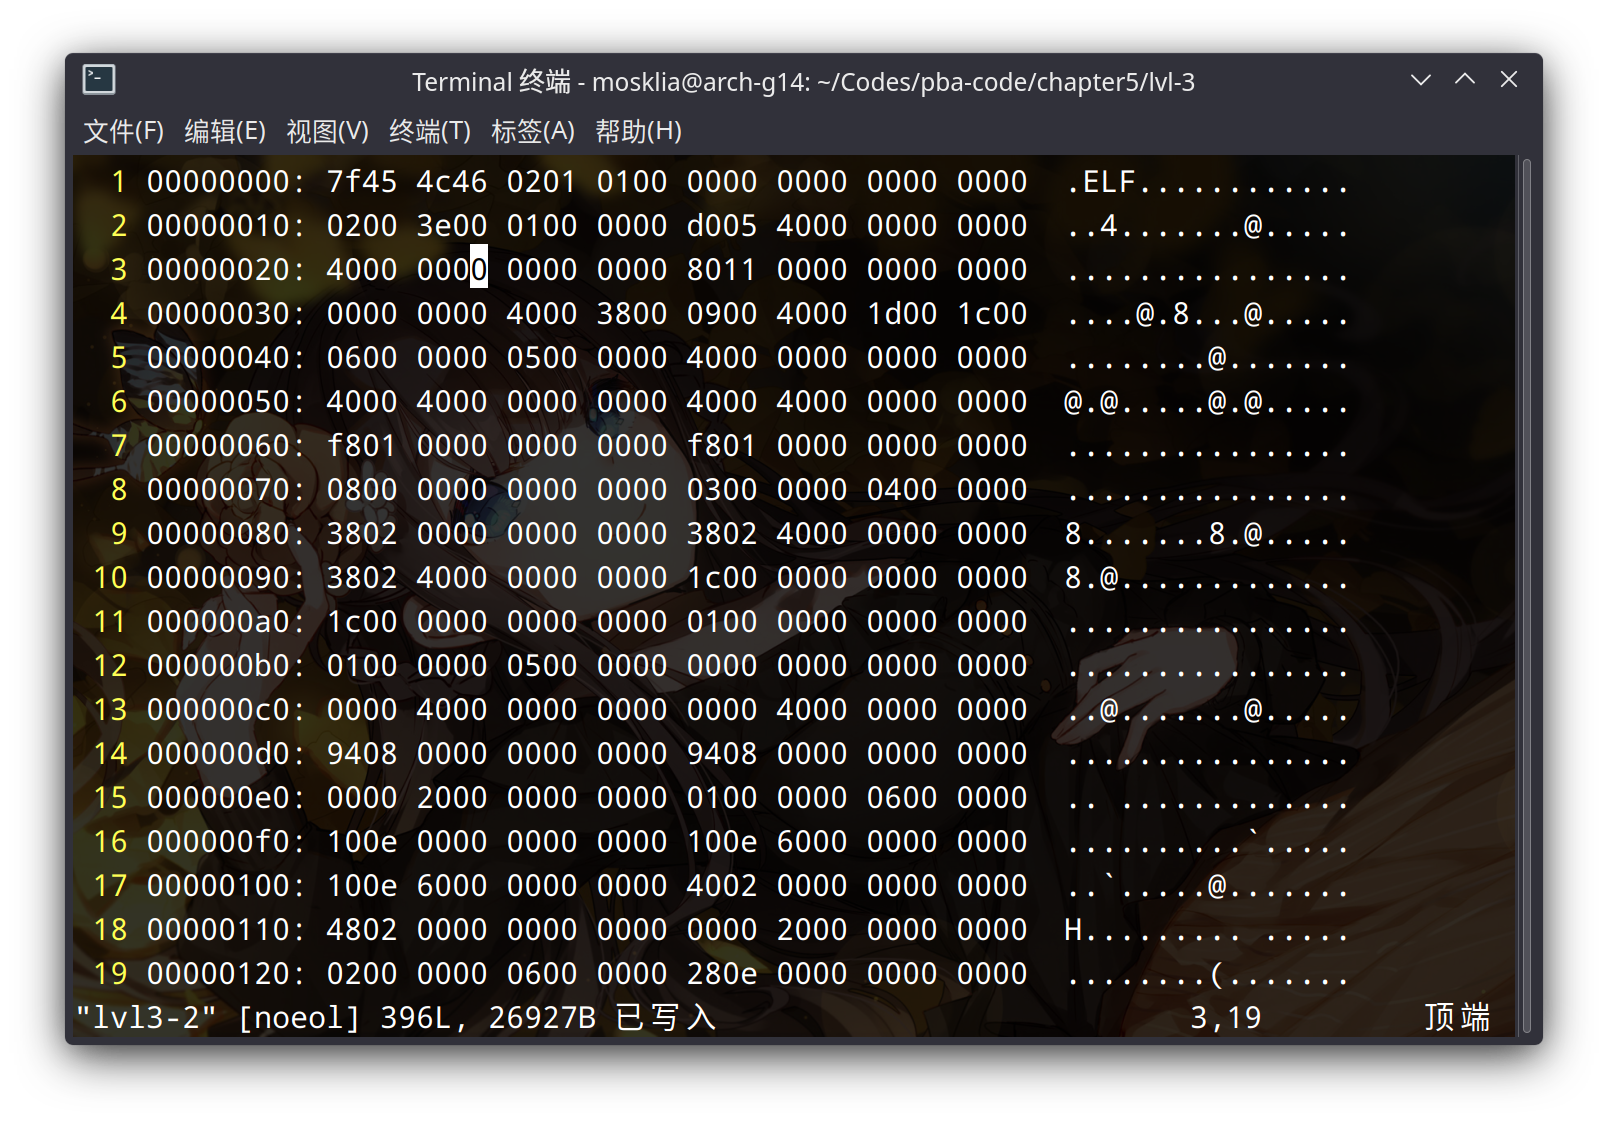 Terminal 终端 - mosklia@arch-g14: ~/Codes/pba-code/chapter5/lvl-3
文件(F) 编辑(E) 视图(V) 终端(T) 标签(A) 帮助(H)
1 00000000: 7f45 4c46 0201 0100 0000 0000 0000 0000 .ELF............
2 00000010: 0200 3e00 0100 0000 d005 4000 0000 0000 ..4.......@.....
3 00000020: 4000 0000 0000 0000 8011 0000 0000 0000 ................
4 00000030: 0000 0000 4000 3800 0900 4000 1d00 1c00 ....@.8...@.....
5 00000040: 0600 0000 0500 0000 4000 0000 0000 0000 ........@.......
6 00000050: 4000 4000 0000 0000 4000 4000 0000 0000 @.@.....@.@.....
7 00000060: f801 0000 0000 0000 f801 0000 0000 0000 ................
8 00000070: 0800 0000 0000 0000 0300 0000 0400 0000 ................
9 00000080: 3802 0000 0000 0000 3802 4000 0000 0000 8.......8.@.....
10 00000090: 3802 4000 0000 0000 1c00 0000 0000 0000 8.@.............
11 000000a0: 1c00 0000 0000 0000 0100 0000 0000 0000 ................
12 000000b0: 0100 0000 0500 0000 0000 0000 0000 0000 ................
13 000000c0: 0000 4000 0000 0000 0000 4000 0000 0000 ..@.......@.....
14 000000d0: 9408 0000 0000 0000 9408 0000 0000 0000 ................
15 000000e0: 0000 2000 0000 0000 0100 0000 0600 0000 .. .............
16 000000f0: 100e 0000 0000 0000 100e 6000 0000 0000 ..........`.....
17 00000100: 100e 6000 0000 0000 4002 0000 0000 0000 ..`.....@.......
18 00000110: 4802 0000 0000 0000 0000 2000 0000 0000 H......... .....
19 00000120: 0200 0000 0600 0000 280e 0000 0000 0000 ........(.......
"lvl3-2" [noeol] 396L, 26927B 已写入 3,19 顶端